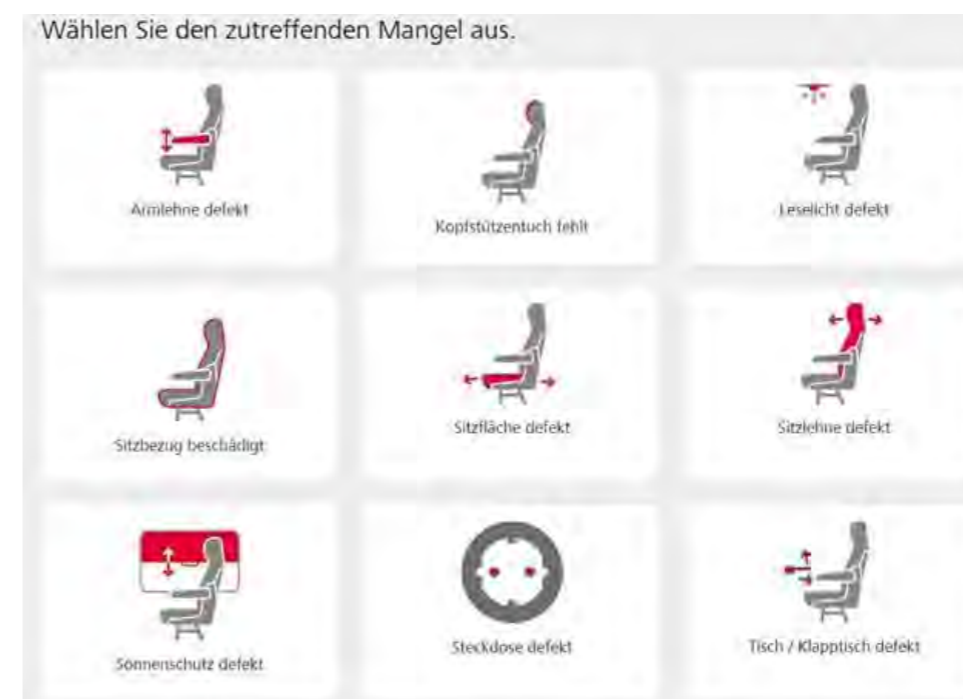 Wählen Sie den zutreffenden Mangel aus.
Armlehne defekt
Kopfstützentuch fehlt
Leselicht defekt
Sitzbezug beschädigt
Sitzfläche defekt
Sitzlehne defekt
Sonnenschutz defekt
Steckdose defekt
Tisch / Klapptisch defekt